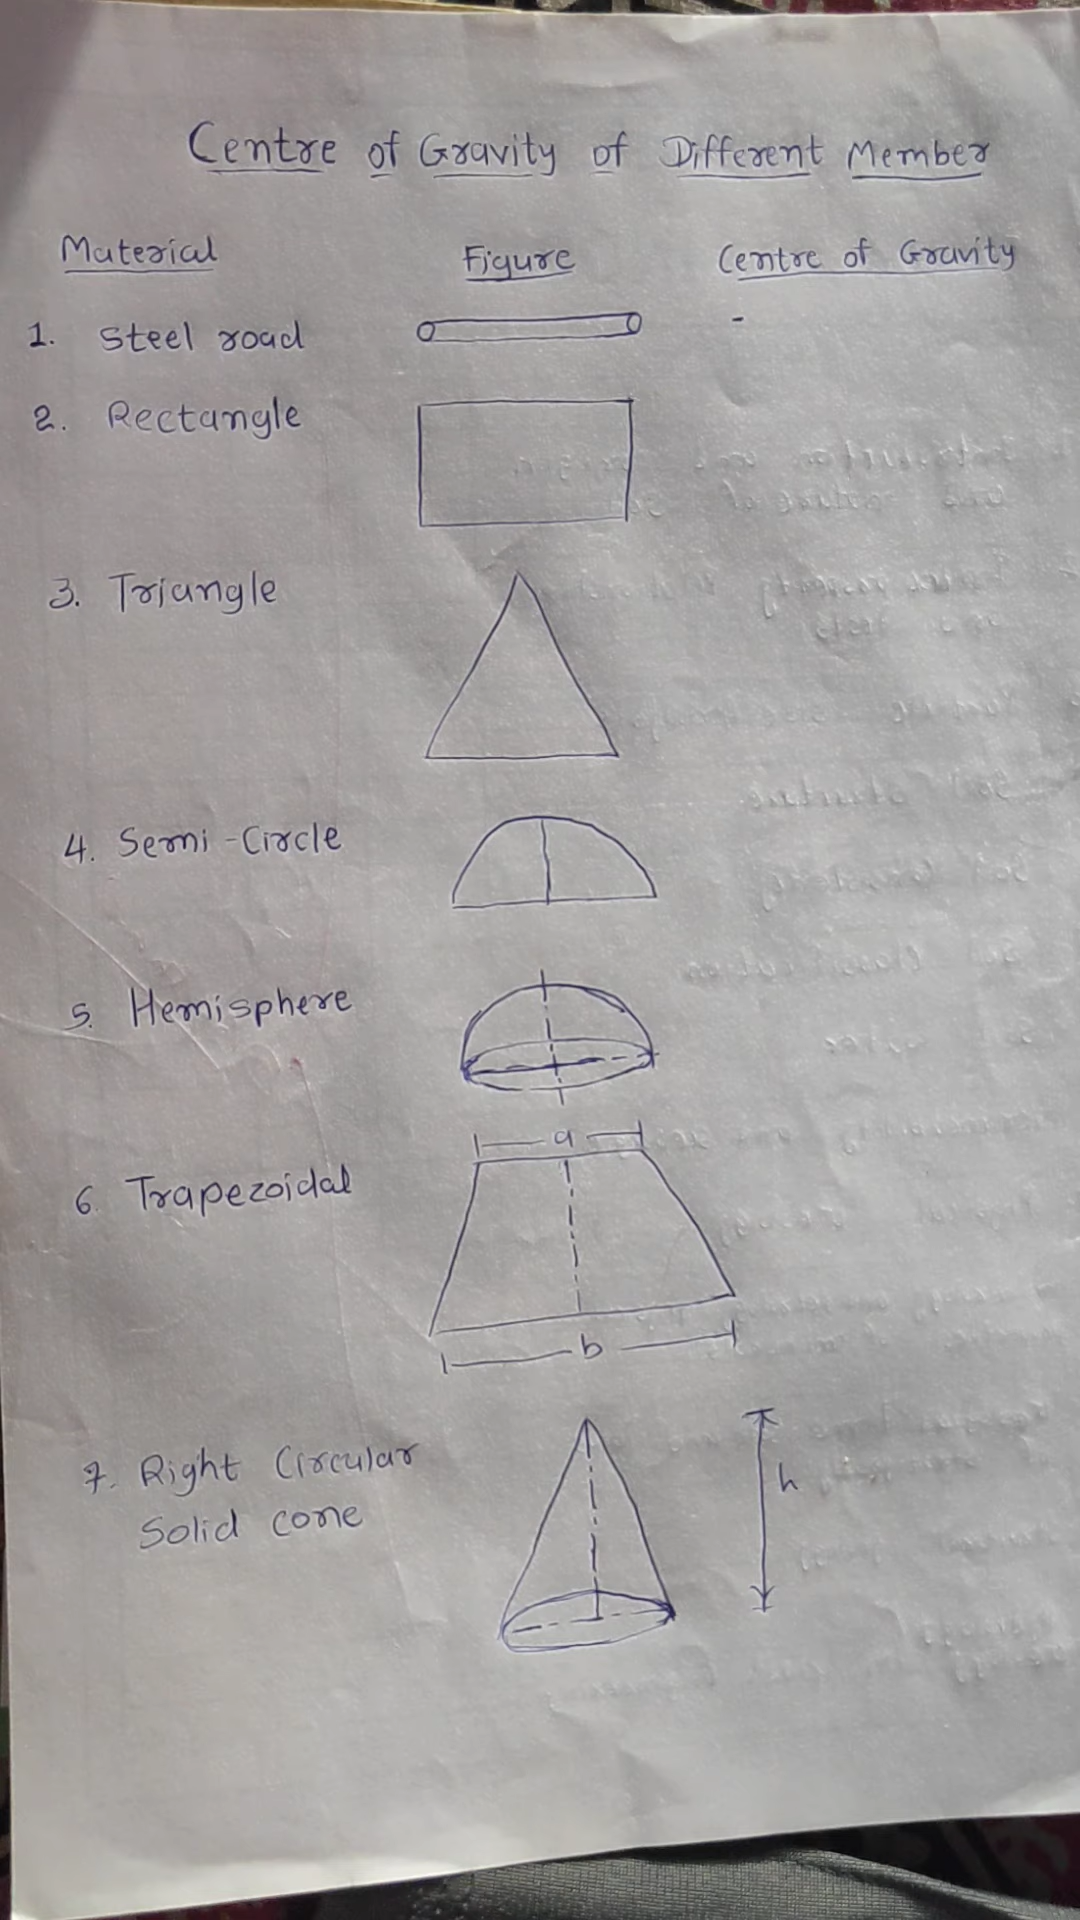 Centre of Gravity of Different Member
Material Figure Centre of Gravity
1. Steel road -
2. Rectangle
3. Triangle
4. Semi-Circle
5. Hemisphere
a
6. Trapezoidal
b
7. Right Circular
Solid cone
h